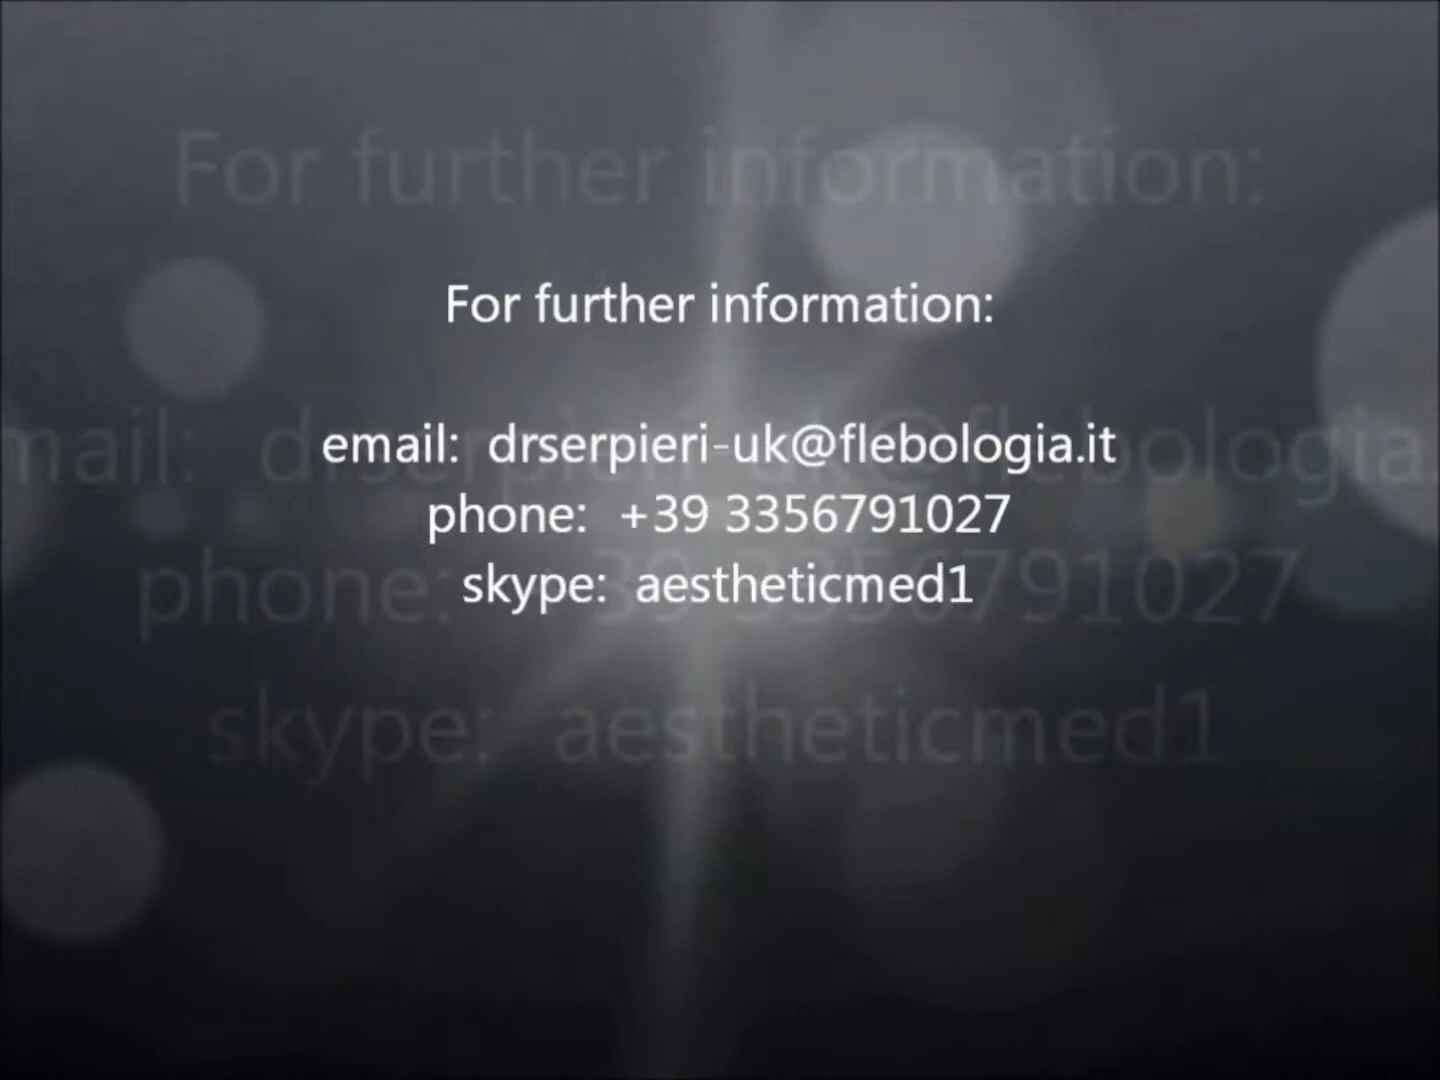 For further information:
email: drserpieri-uk@flebologia.it
phone: +39 3356791027
skype: aestheticmed1